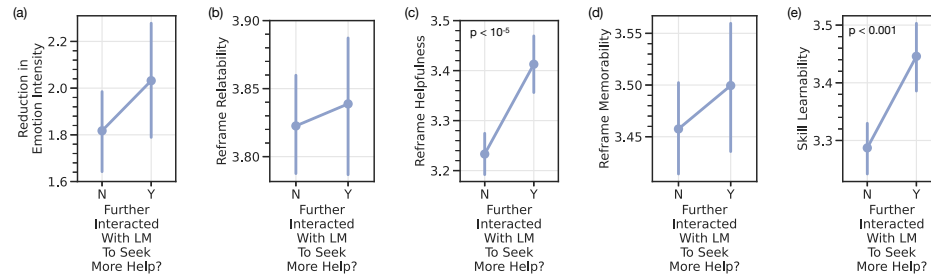 (a)
Reduction in
Emotion Intensity
2.2
2.0
1.8
1.6
N Y
Further
Interacted
With LM
To Seek
More Help?
(b)
Reframe Relatability
3.90
3.85
3.80
N Y
Further
Interacted
With LM
To Seek
More Help?
(c)
Reframe Helpfulness
p < 10⁻⁵
3.5
3.4
3.3
3.2
N Y
Further
Interacted
With LM
To Seek
More Help?
(d)
Reframe Memorability
3.55
3.50
3.45
N Y
Further
Interacted
With LM
To Seek
More Help?
(e)
Skill Learnability
p < 0.001
3.5
3.4
3.3
N Y
Further
Interacted
With LM
To Seek
More Help?